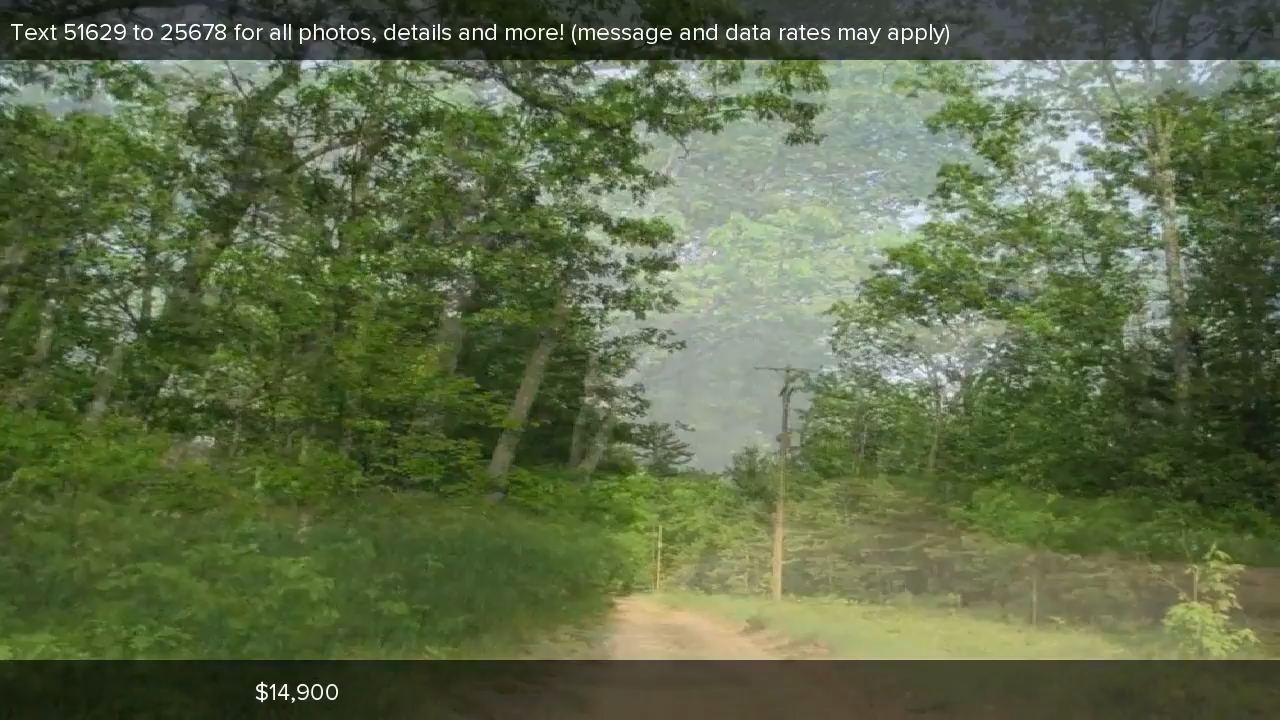 Text 51629 to 25678 for all photos, details and more! (message and data rates may apply)
$14,900